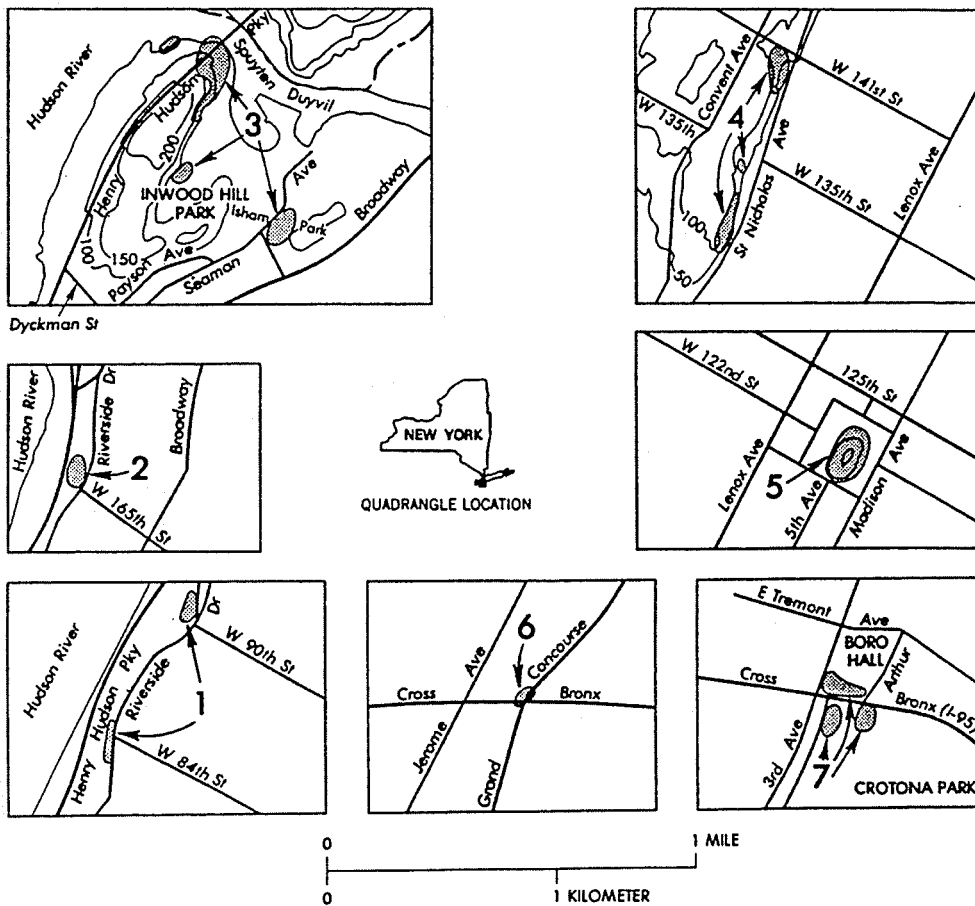 Hudson River
Henry
Hudson
Pky
Spuyten
Duyvil
3
200
INWOOD HILL
PARK
Isham
Park
Ave
Broadway
100
150
Payson Ave
Seaman
Dyckman St
Convent Ave
W 135th
4
W 141st St
Ave
W 135th St
Lenox Ave
100
50
St Nicholas
Hudson River
Riverside Dr
Broadway
2
W 165th St
NEW YORK
QUADRANGLE LOCATION
W 122nd St
125th St
Lenox Ave
5
5th Ave
Madison Ave
Hudson River
Henry Hudson Pky
Riverside Dr
W 90th St
1
W 84th St
6
Ave
Concourse
Cross Bronx
Jerome
Grand
E Tremont Ave
BORO
HALL
Arthur
Cross Bronx (I-95)
3rd Ave
7
CROTONA PARK
0 1 MILE
0 1 KILOMETER